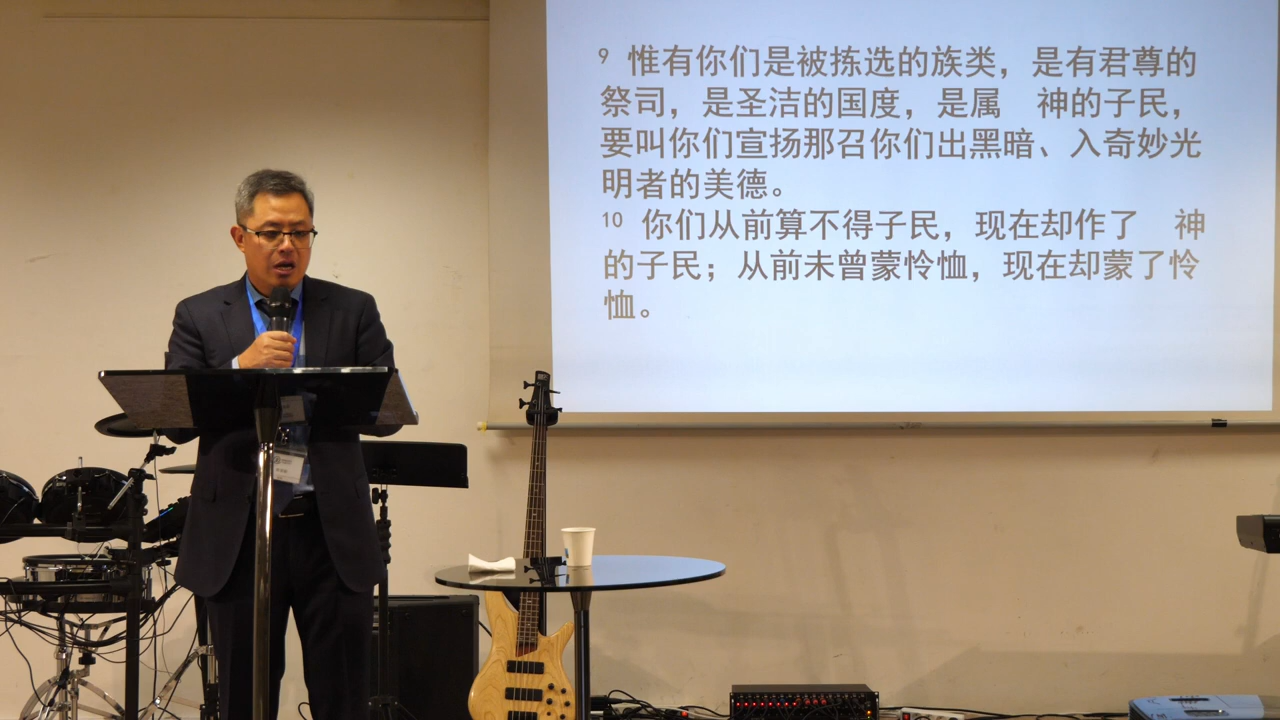 9 惟有你们是被拣选的族类，是有君尊的
祭司，是圣洁的国度，是属　神的子民，
要叫你们宣扬那召你们出黑暗、入奇妙光
明者的美德。
10 你们从前算不得子民，现在却作了　神
的子民；从前未曾蒙怜恤，现在却蒙了怜
恤。